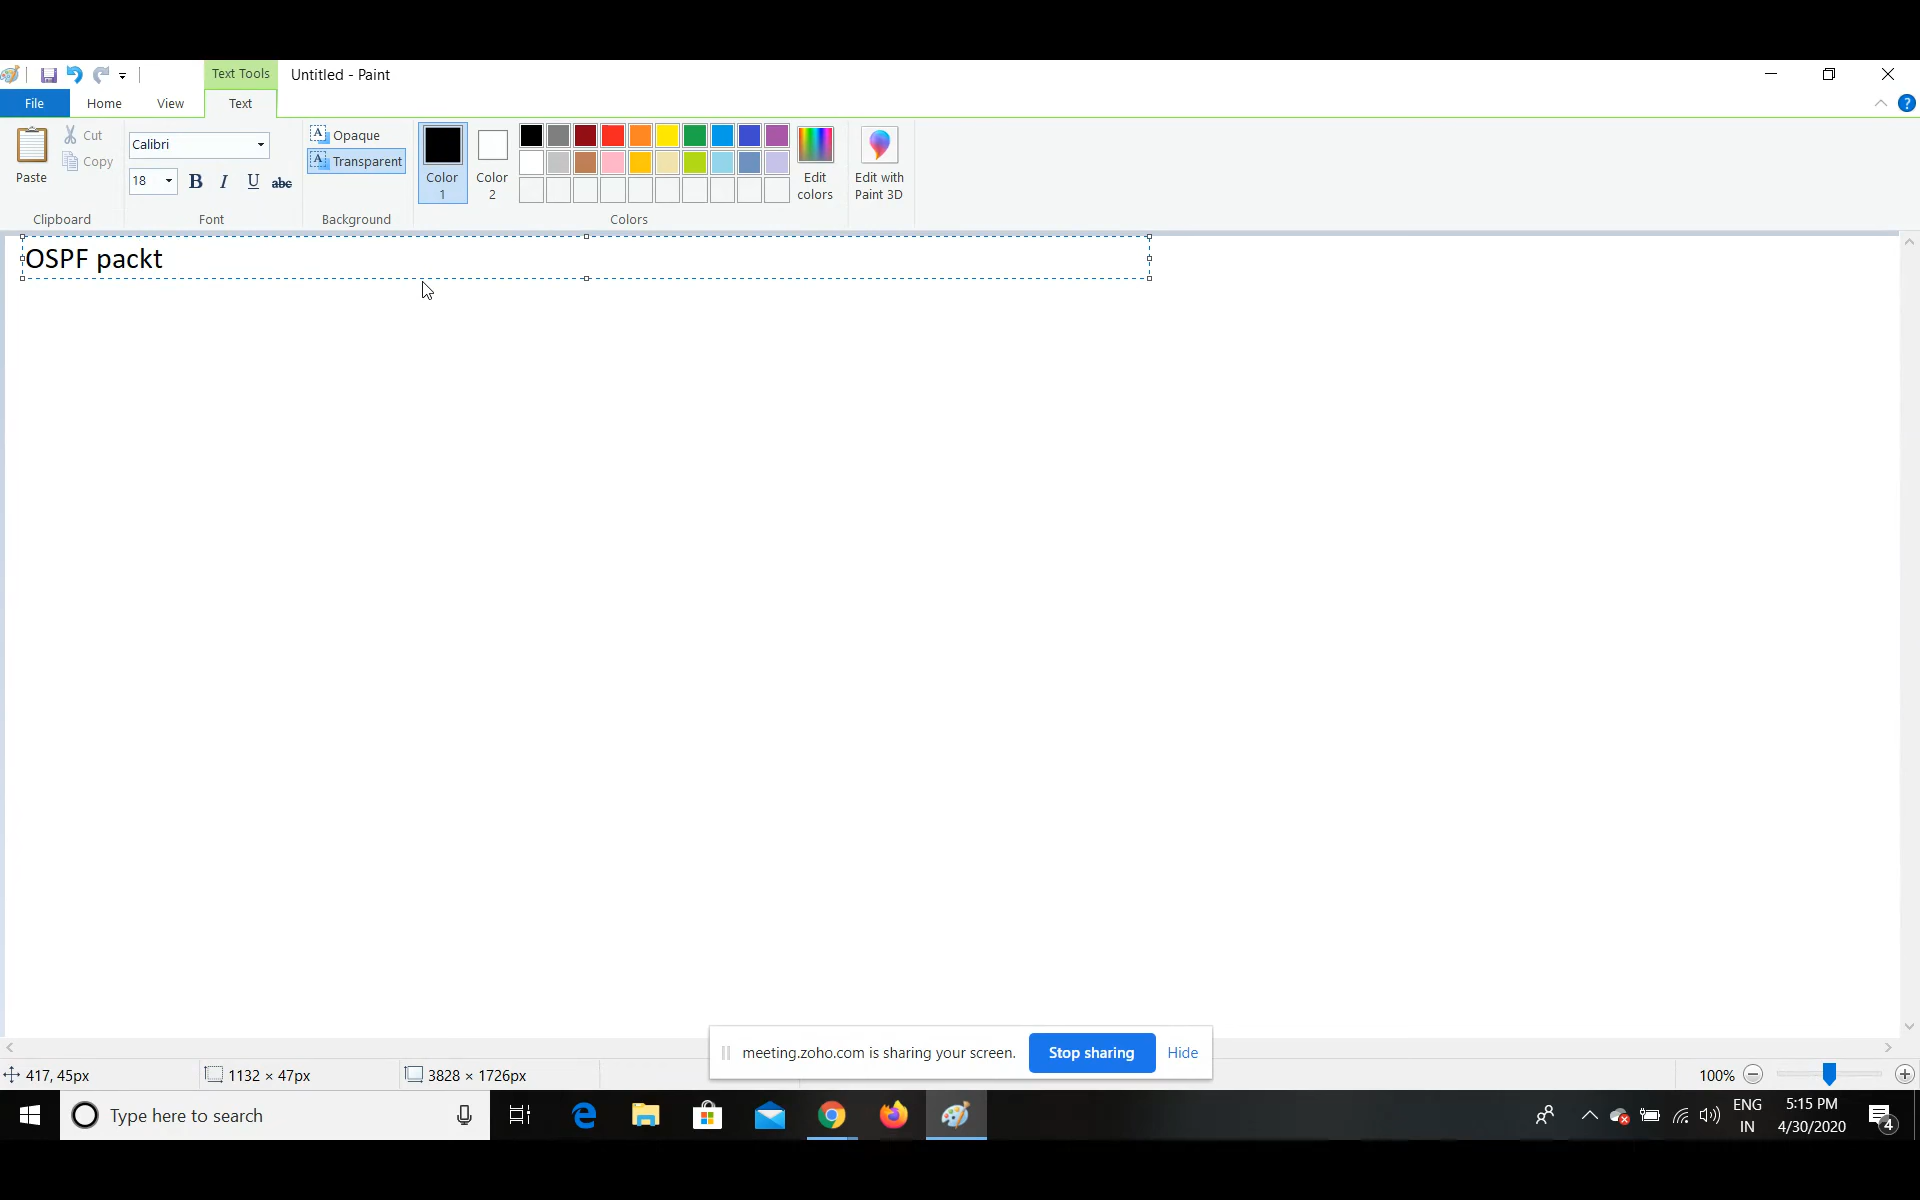 Text Tools Untitled - Paint
File Home View Text
Paste Cut Copy Clipboard
Calibri
18 B I U abc
Font
Opaque
Transparent
Background
Color 1
Color 2
Edit colors
Colors
Edit with Paint 3D
OSPF packt
meeting.zoho.com is sharing your screen. Stop sharing Hide
417, 45px 1132 × 47px 3828 × 1726px 100%
Type here to search
ENG IN
5:15 PM
4/30/2020
4